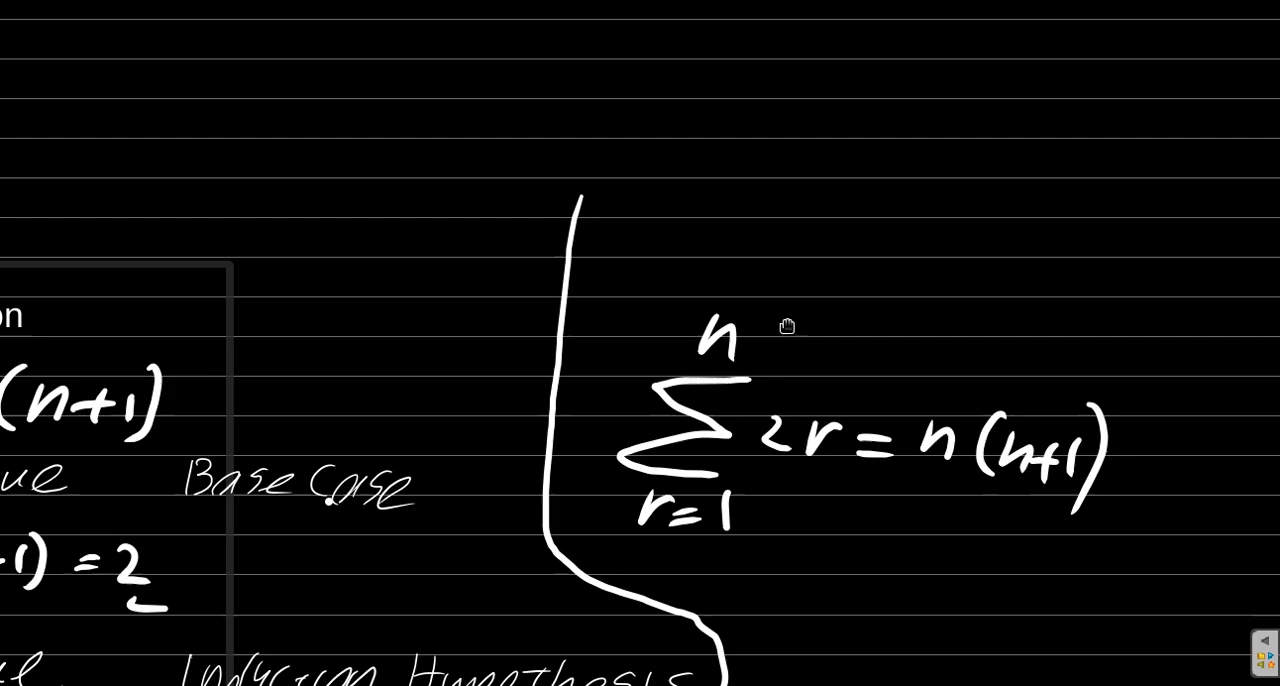 on
(n+1)
ue Base Case
1) = 2
Induction Hypothesis
n
∑ 2r = n(n+1)
r=1